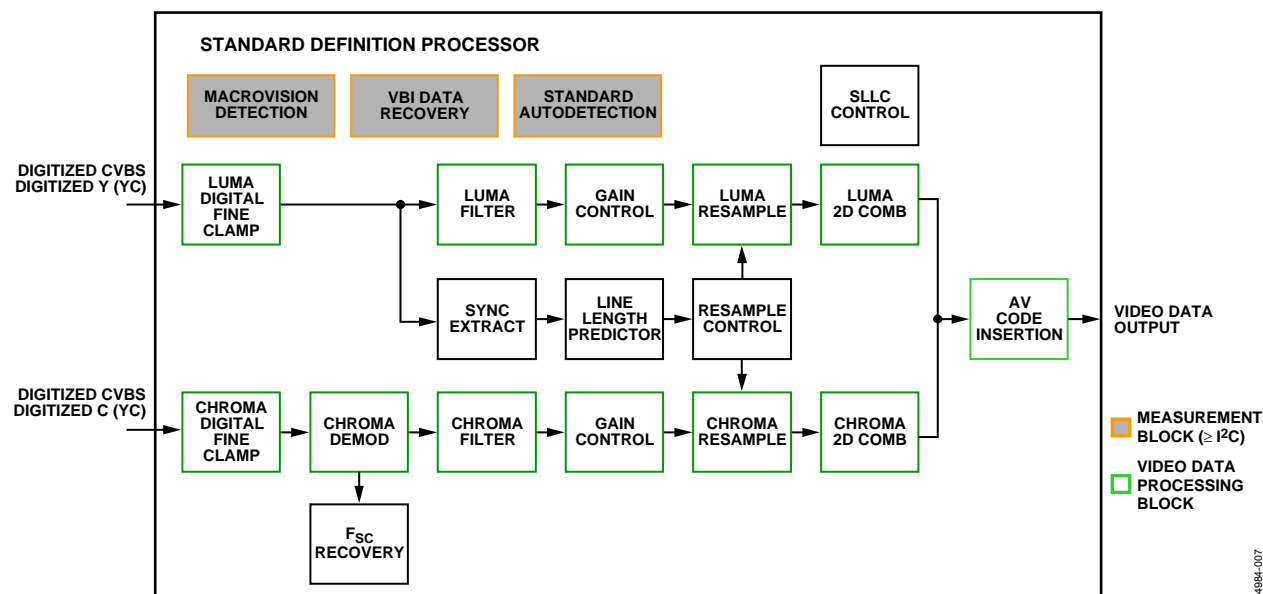 STANDARD DEFINITION PROCESSOR
MACROVISION
DETECTION
VBI DATA
RECOVERY
STANDARD
AUTODETECTION
SLLC
CONTROL
DIGITIZED CVBS
DIGITIZED Y (YC)
LUMA
DIGITAL
FINE
CLAMP
LUMA
FILTER
GAIN
CONTROL
LUMA
RESAMPLE
LUMA
2D COMB
SYNC
EXTRACT
LINE
LENGTH
PREDICTOR
RESAMPLE
CONTROL
AV
CODE
INSERTION
VIDEO DATA
OUTPUT
DIGITIZED CVBS
DIGITIZED C (YC)
CHROMA
DIGITAL
FINE
CLAMP
CHROMA
DEMOD
CHROMA
FILTER
GAIN
CONTROL
CHROMA
RESAMPLE
CHROMA
2D COMB
FSC
RECOVERY
MEASUREMENT
BLOCK (≥ I²C)
VIDEO DATA
PROCESSING
BLOCK
4984-007